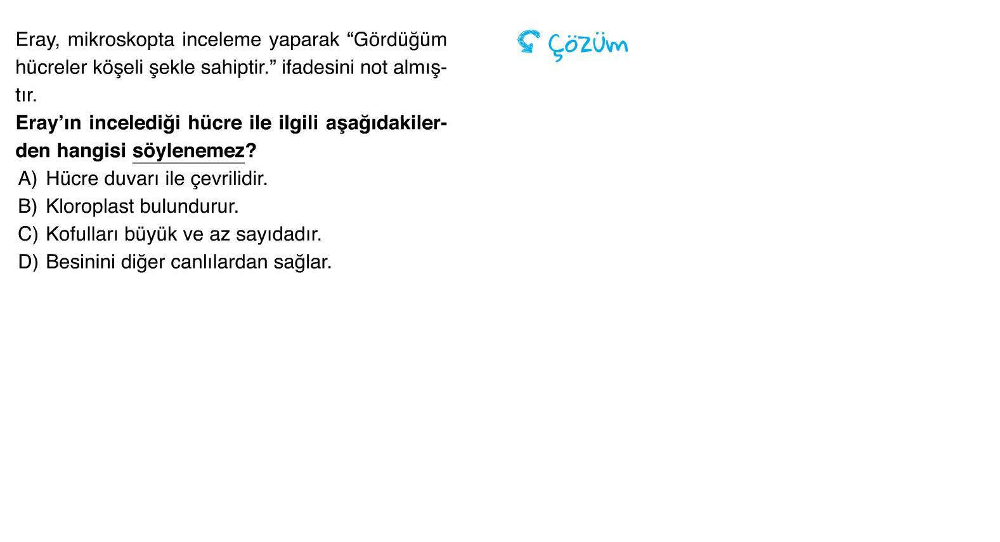 Eray, mikroskopta inceleme yaparak “Gördüğüm
hücreler köşeli şekle sahiptir.” ifadesini not almış-
tır.
Eray’ın incelediği hücre ile ilgili aşağıdakiler-
den hangisi söylenemez?
A) Hücre duvarı ile çevrilidir.
B) Kloroplast bulundurur.
C) Kofulları büyük ve az sayıdadır.
D) Besinini diğer canlılardan sağlar.
Çözüm